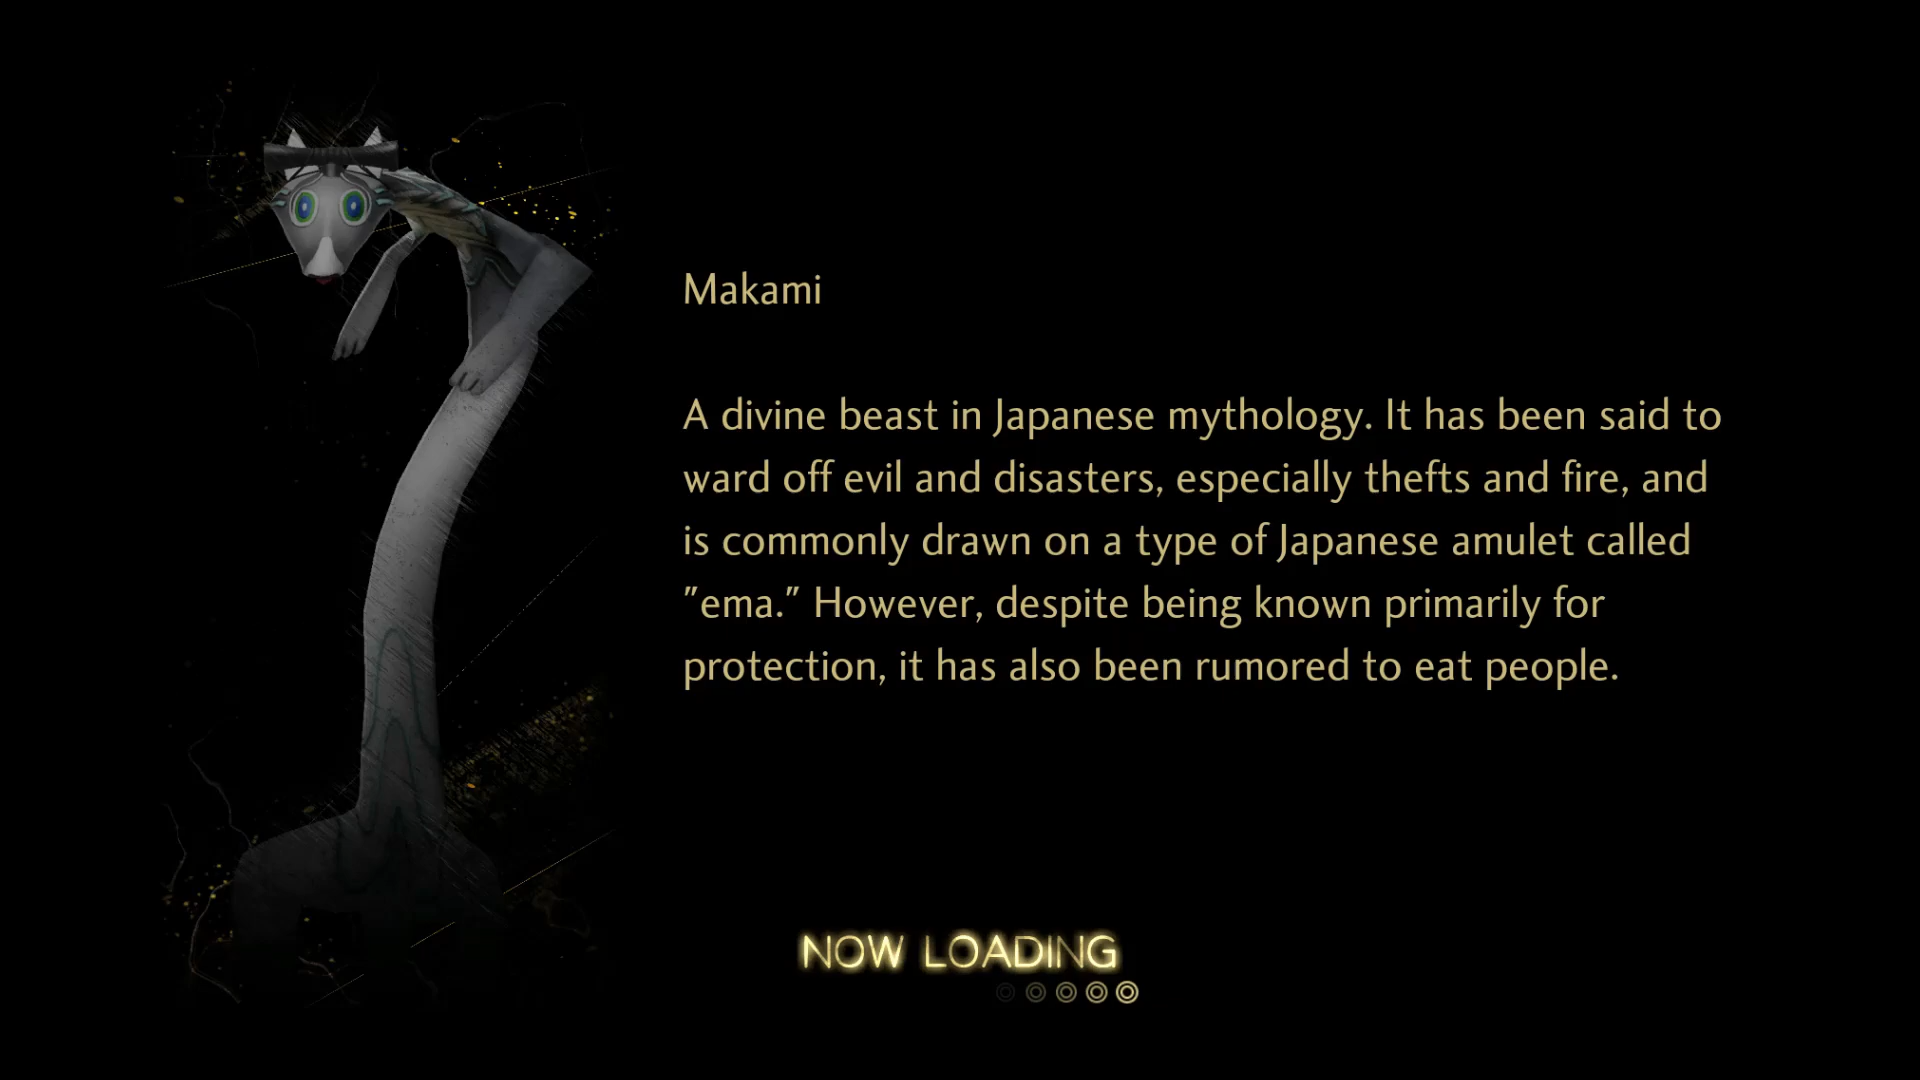 Makami
A divine beast in Japanese mythology. It has been said to
ward off evil and disasters, especially thefts and fire, and
is commonly drawn on a type of Japanese amulet called
"ema." However, despite being known primarily for
protection, it has also been rumored to eat people.
NOW LOADING